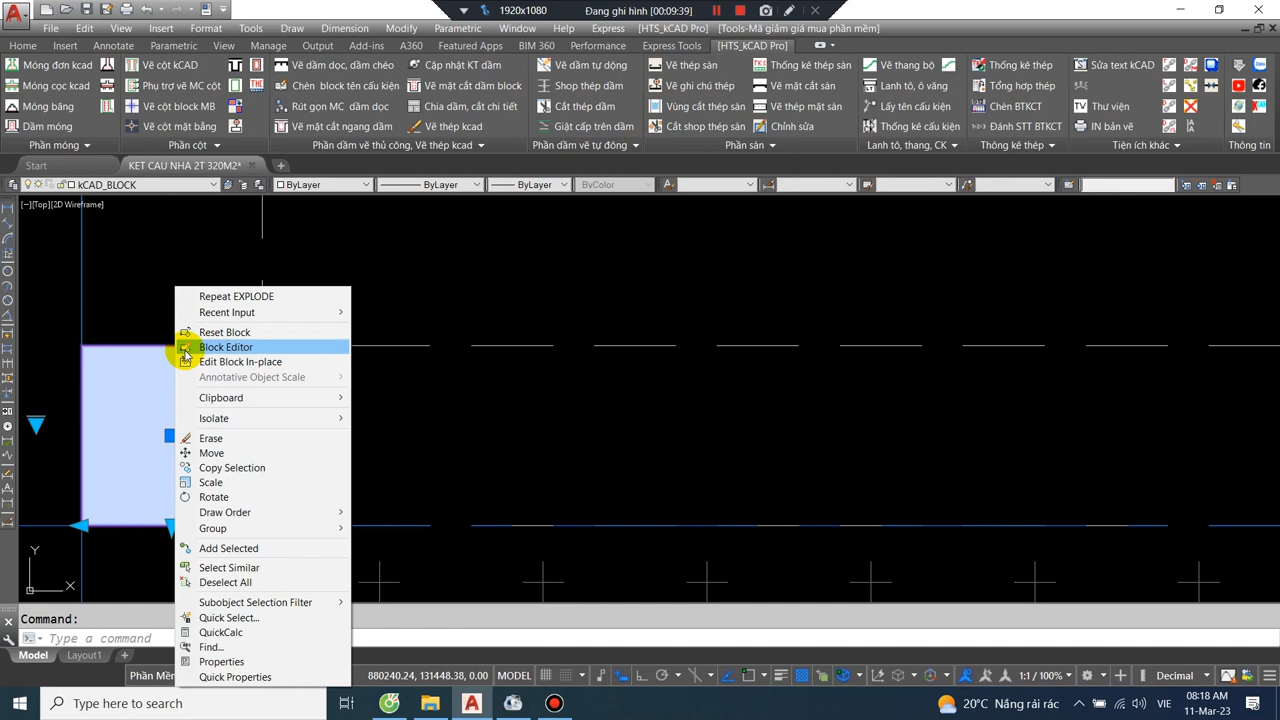 1920x1080 Đang ghi hình [00:09:39]
File Edit View Insert Format Tools Draw Dimension Modify Parametric Window Help Express [HTS_kCAD Pro] [Tools-Mã giảm giá mua phần mềm]
Home Insert Annotate Parametric View Manage Output Add-ins A360 Featured Apps BIM 360 Performance Express Tools [HTS_kCAD Pro]
Móng đơn kcad Vẽ cột kCAD Vẽ dầm dọc, dầm chéo Cập nhật KT dầm Vẽ dầm tự động Vẽ thép sàn Thống kê thép sàn Vẽ thang bộ Thống kê thép Sửa text kCAD
Móng cọc kcad Phụ trợ vẽ MC cột Chèn block tên cấu kiện Vẽ mặt cắt dầm block Shop thép dầm Vẽ ghi chú thép Vẽ mặt cắt sàn Lanh tô, ô văng Tổng hợp thép
Móng băng Vẽ cột block MB Rút gọn MC dầm dọc Chia dầm, cắt chi tiết Cắt thép dầm Vùng cắt thép sàn Vẽ thép mặt sàn Lấy tên cấu kiện Chèn BTKCT TV Thư viện
Dầm móng Vẽ cột mặt bằng Vẽ mặt cắt ngang dầm Vẽ thép kcad Giật cấp trên dầm Cắt shop thép sàn Chỉnh sửa Thống kê cấu kiện Đánh STT BTKCT IN bản vẽ
Phần móng Phần cột Phần dầm vẽ thủ công, Vẽ thép kcad Phần dầm vẽ tự động Phần sàn Lanh tô, thang, CK Thống kê thép Tiện ích khác Thông tin
Start KET CAU NHA 2T 320M2*
kCAD_BLOCK ByLayer ByLayer ByLayer ByColor
[−][Top][2D Wireframe]
Repeat EXPLODE
Recent Input
Reset Block
Block Editor
Edit Block In-place
Annotative Object Scale
Clipboard
Isolate
Erase
Move
Copy Selection
Scale
Rotate
Draw Order
Group
Add Selected
Select Similar
Deselect All
Subobject Selection Filter
Quick Select...
QuickCalc
Find...
Properties
Quick Properties
Y
X
Command:
Type a command
Model Layout1
Phần Mềm 880240.24, 131448.38, 0.00 MODEL 1:1 / 100% Decimal
Type here to search 20°C Nắng rải rác VIE 08:18 AM
11-Mar-23